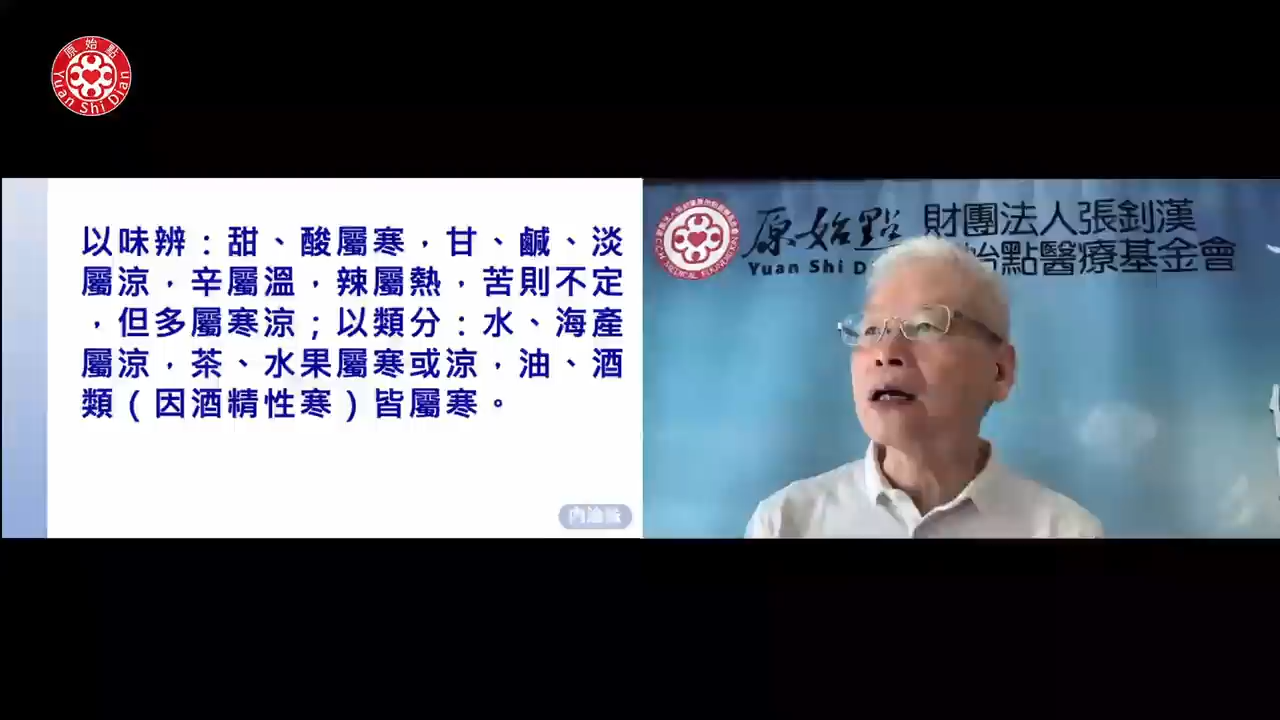 原始點
Yuan Shi Dian
以味辨：甜、酸屬寒，甘、鹹、淡
屬涼，辛屬溫，辣屬熱，苦則不定
，但多屬寒涼；以類分：水、海產
屬涼，茶、水果屬寒或涼，油、酒
類（因酒精性寒）皆屬寒。
原始點
Yuan Shi D
財團法人張釗漢
始點醫療基金會